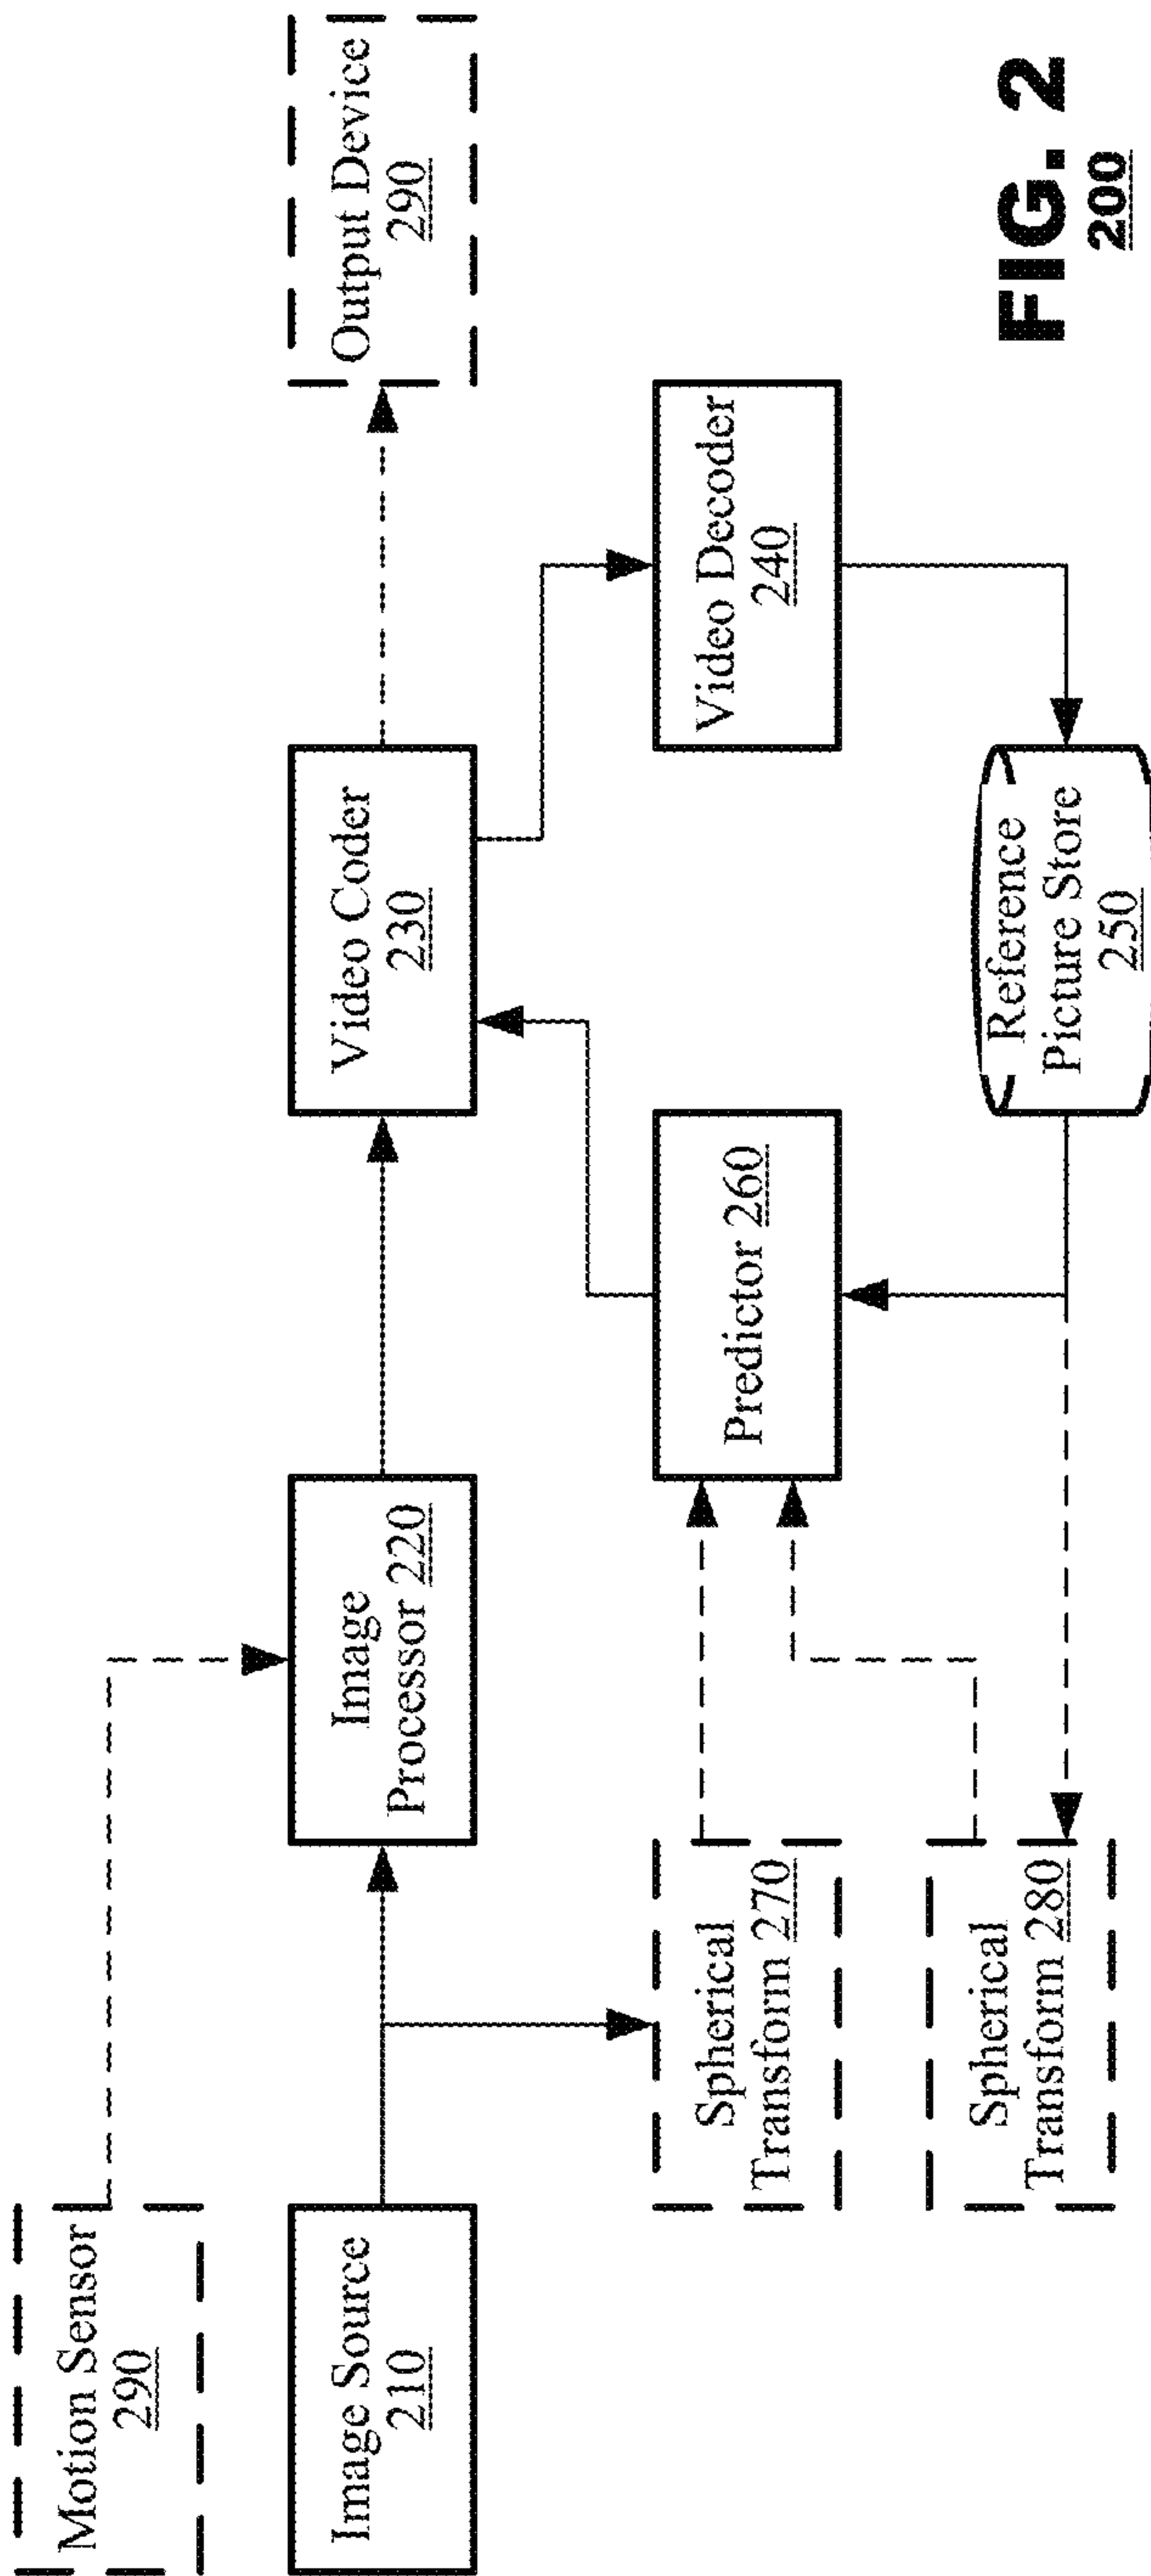 Motion Sensor
290
Image Source
210
Image
Processor 220
Video Coder
230
Output Device
290
Spherical
Transform 270
Predictor 260
Video Decoder
240
Spherical
Transform 280
Reference
Picture Store
250
FIG. 2
200